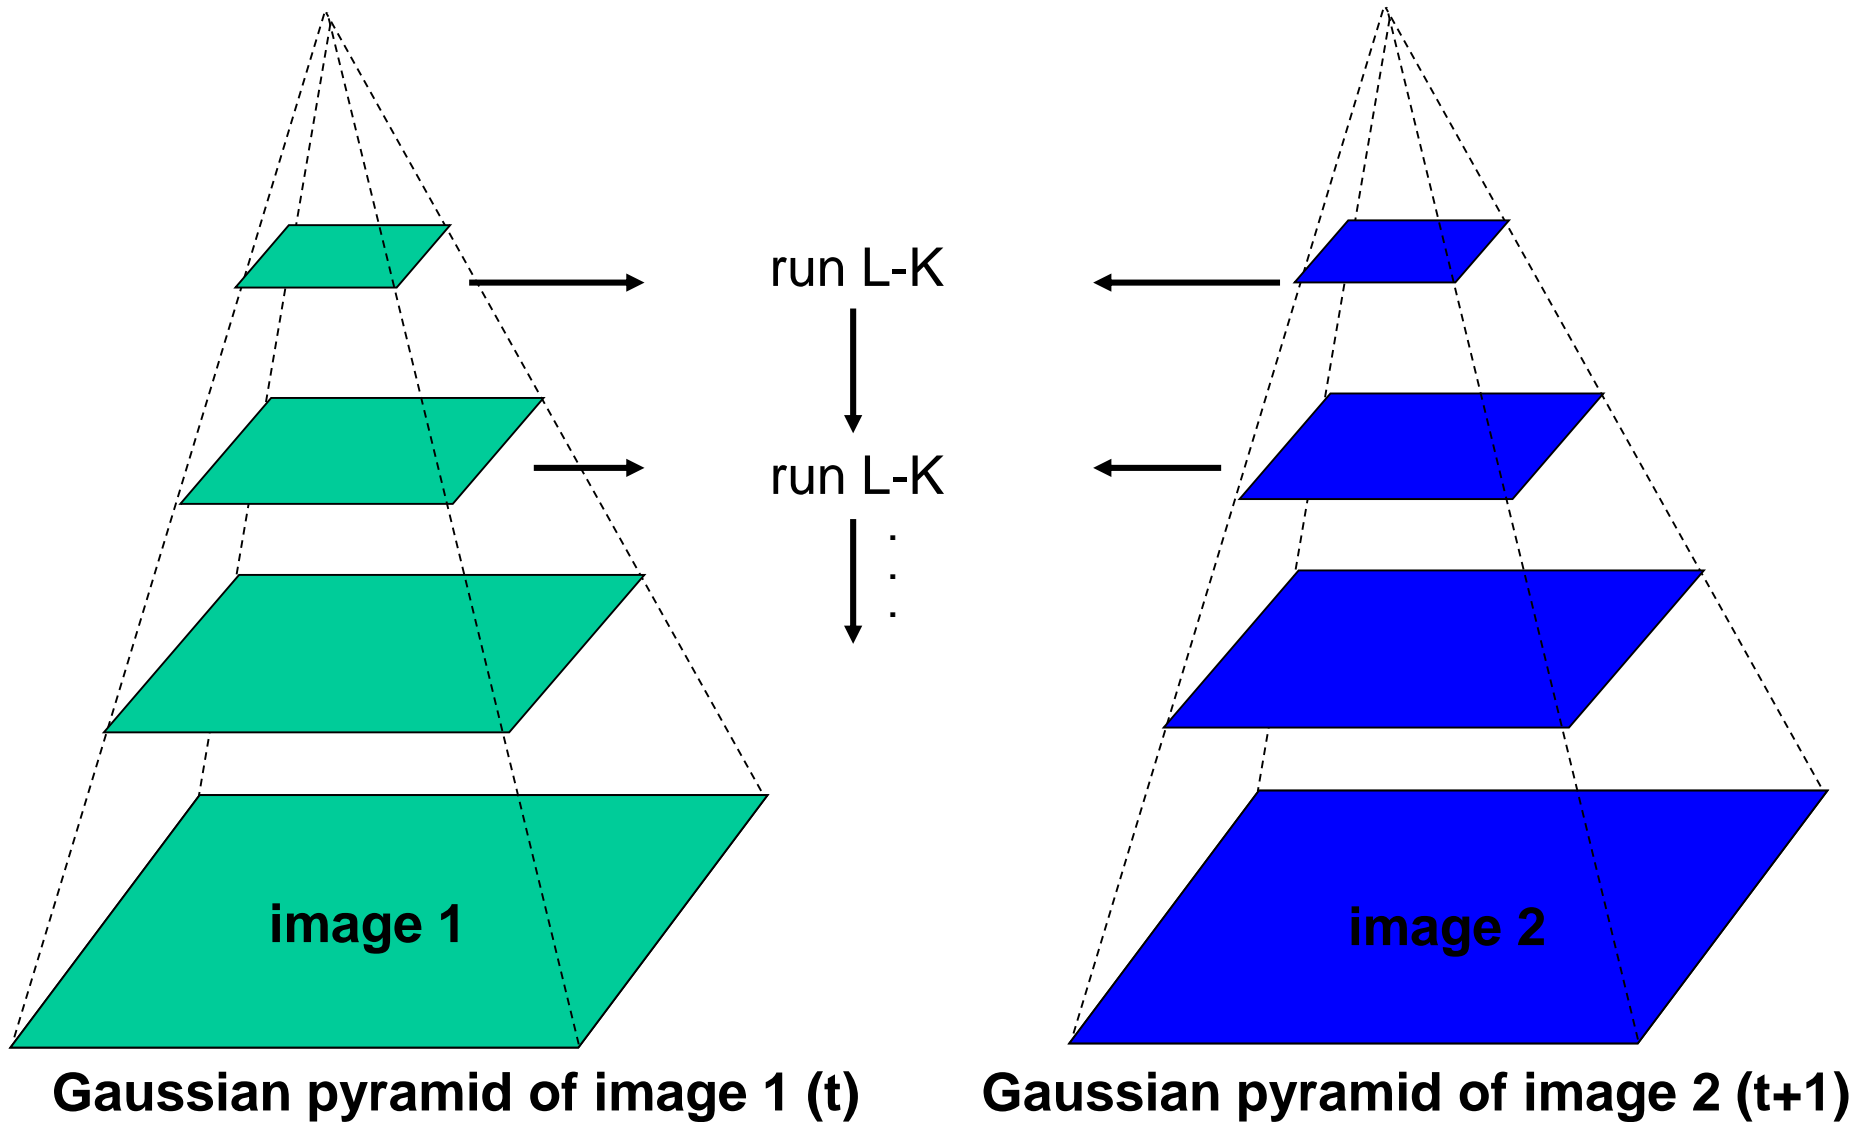 run L-K
run L-K
.
.
.
image 1
image 2
Gaussian pyramid of image 1 (t)
Gaussian pyramid of image 2 (t+1)